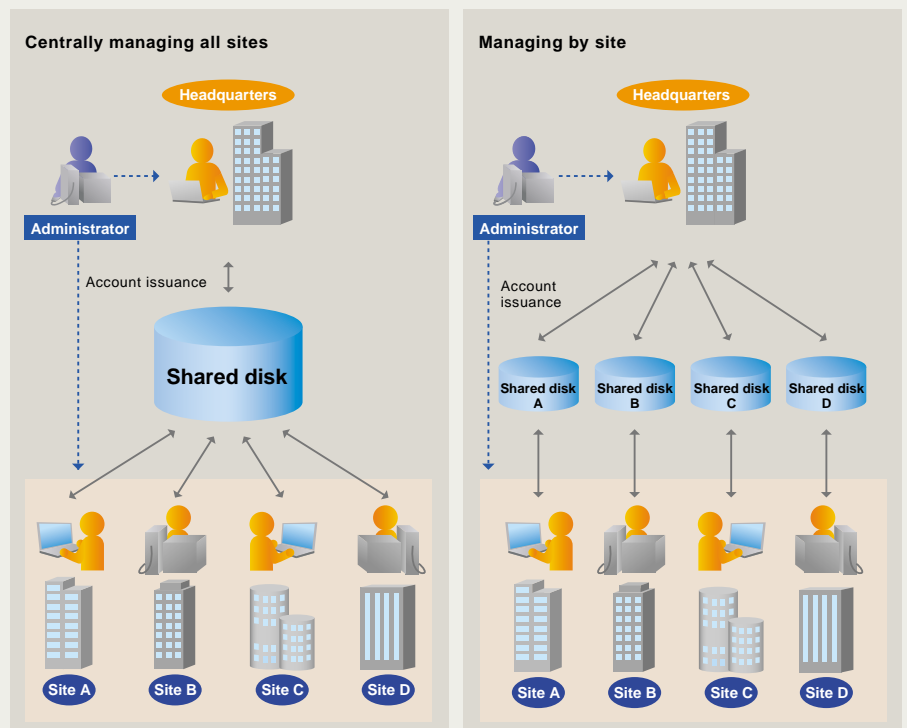 Centrally managing all sites
Headquarters
Administrator
Account issuance
Shared disk
Site A
Site B
Site C
Site D
Managing by site
Headquarters
Administrator
Account
issuance
Shared disk
A
Shared disk
B
Shared disk
C
Shared disk
D
Site A
Site B
Site C
Site D